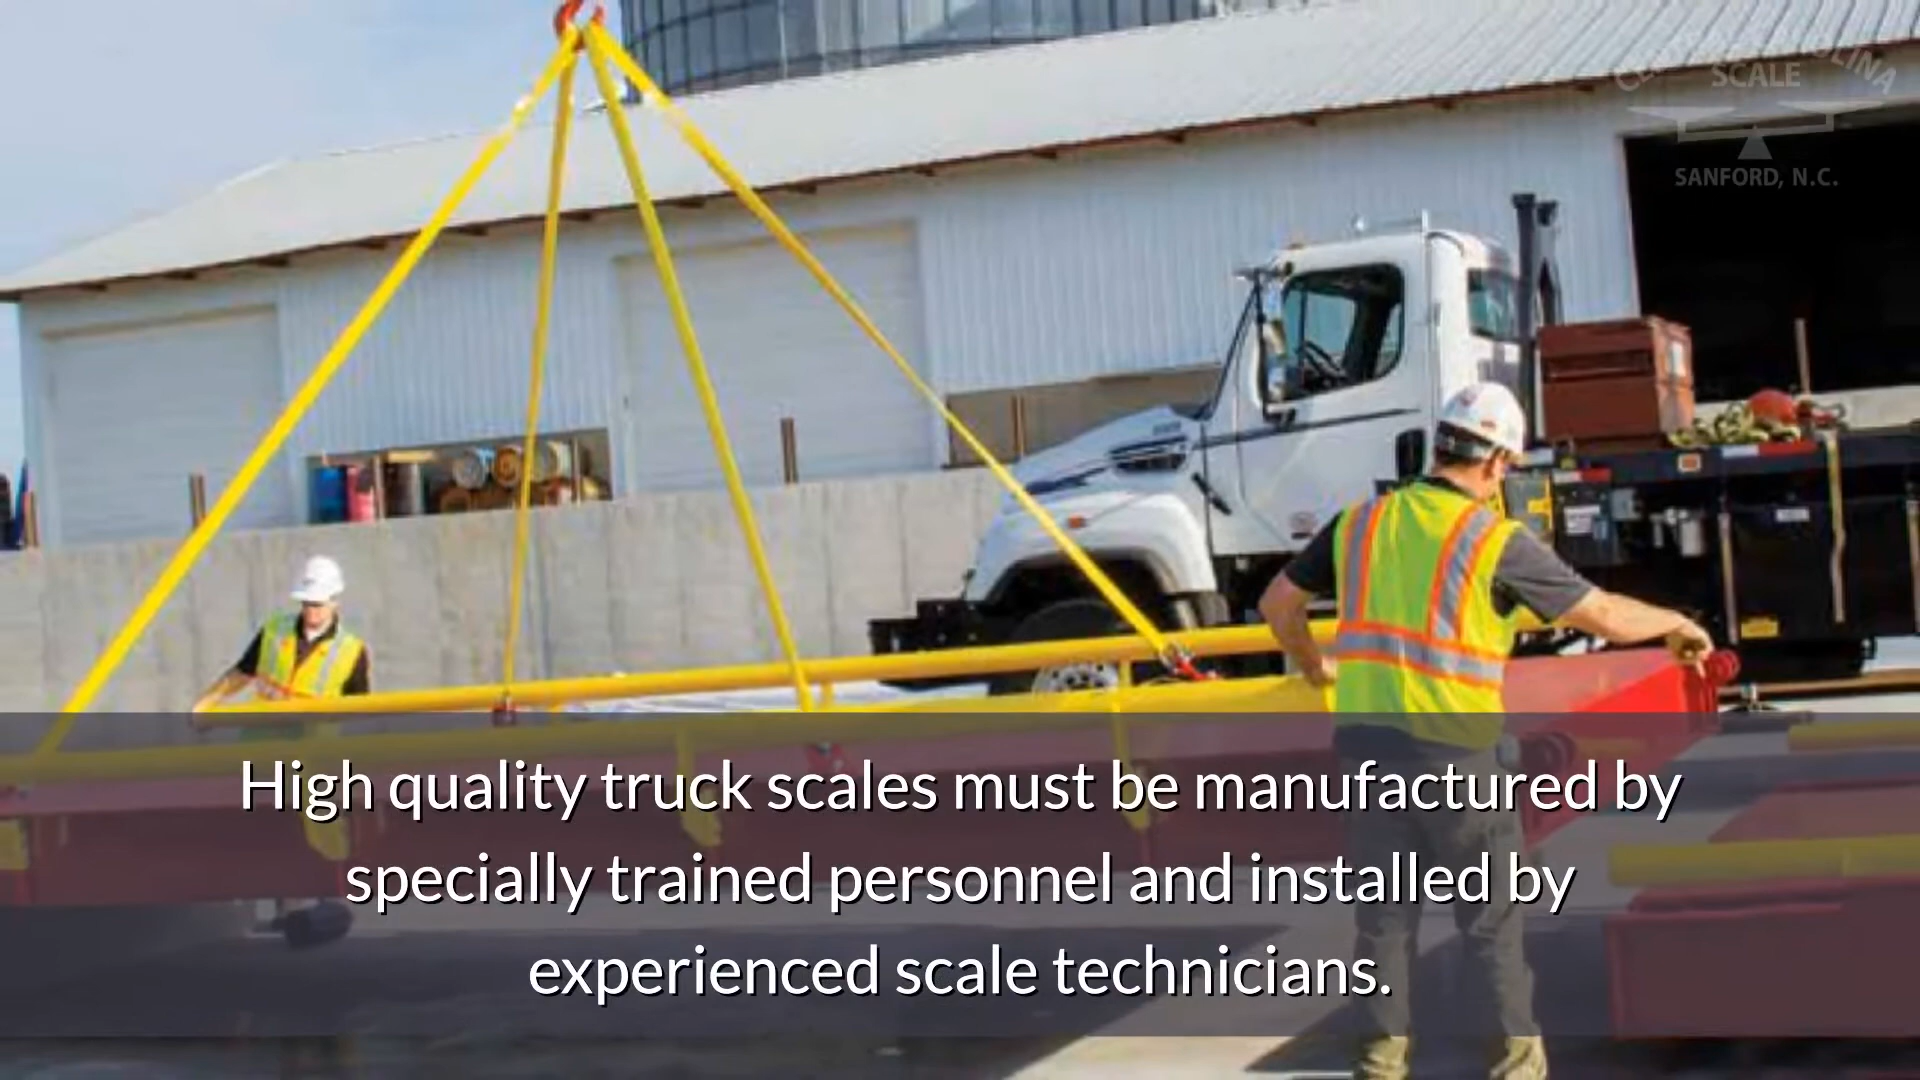 SCALE
SANFORD, N.C.
High quality truck scales must be manufactured by
specially trained personnel and installed by
experienced scale technicians.